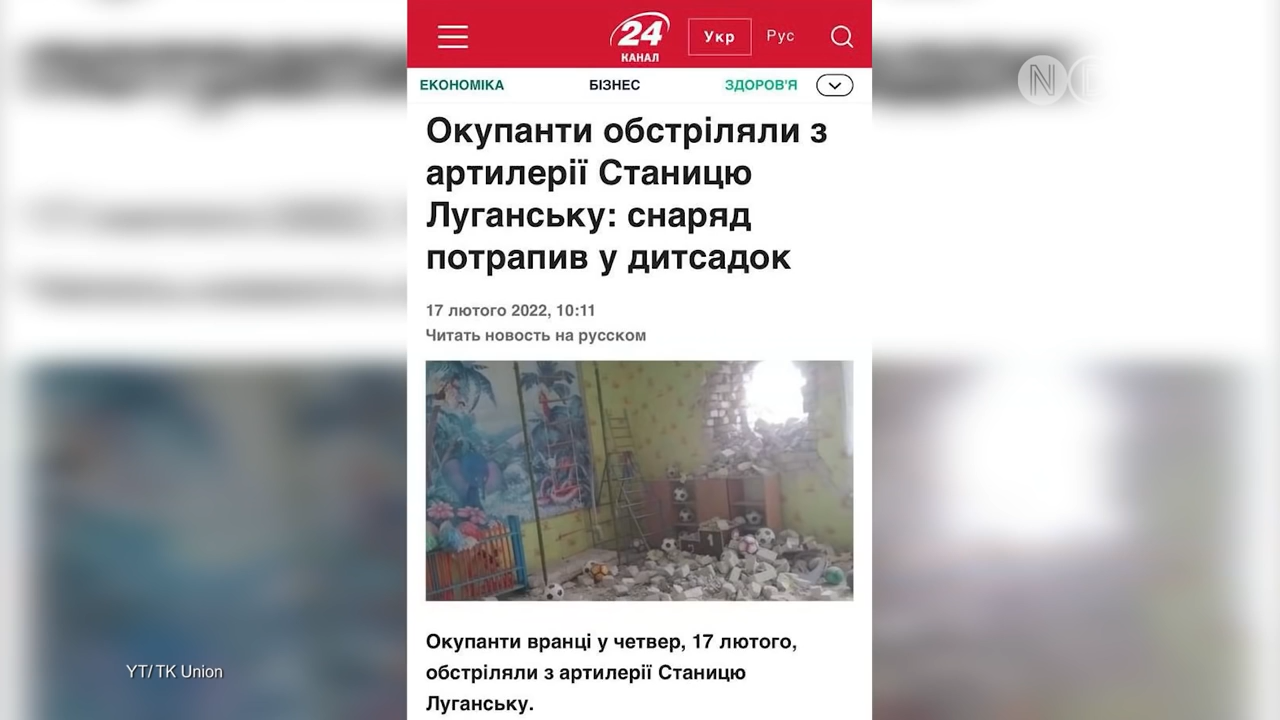 24
КАНАЛ
Укр
Рус
ЕКОНОМІКА
БІЗНЕС
ЗДОРОВ'Я
Окупанти обстріляли з
артилерії Станицю
Луганську: снаряд
потрапив у дитсадок
17 лютого 2022, 10:11
Читать новость на русском
Окупанти вранці у четвер, 17 лютого,
обстріляли з артилерії Станицю
Луганську.
YT/ TK Union